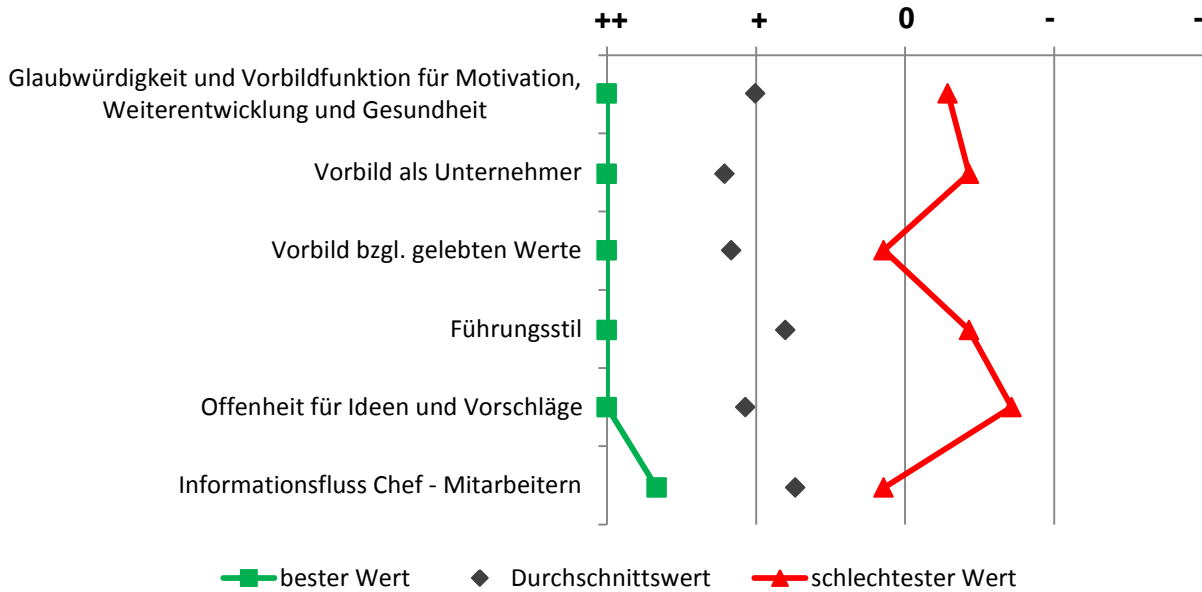 ++ + 0 - -
Glaubwürdigkeit und Vorbildfunktion für Motivation,
Weiterentwicklung und Gesundheit
Vorbild als Unternehmer
Vorbild bzgl. gelebten Werte
Führungsstil
Offenheit für Ideen und Vorschläge
Informationsfluss Chef - Mitarbeitern
bester Wert Durchschnittswert schlechtester Wert